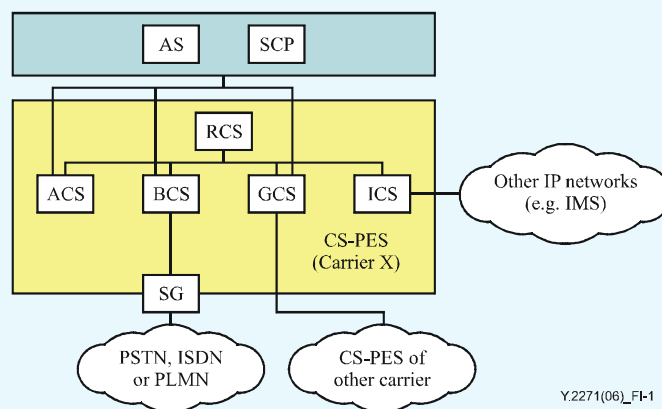 AS
SCP
RCS
ACS
BCS
GCS
ICS
Other IP networks
(e.g. IMS)
CS-PES
(Carrier X)
SG
PSTN, ISDN
or PLMN
CS-PES of
other carrier
Y.2271(06)_FI-1